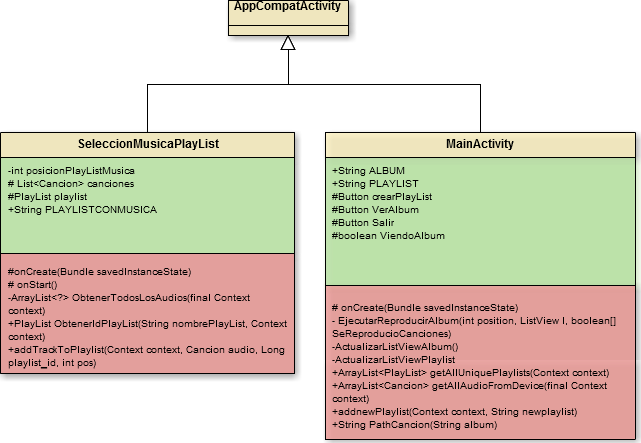 AppCompatActivity
SeleccionMusicaPlayList
-int posicionPlayListMusica
# List<Cancion> canciones
#PlayList playlist
+String PLAYLISTCONMUSICA
#onCreate(Bundle savedInstanceState)
# onStart()
-ArrayList<?> ObtenerTodosLosAudios(final Context
context)
+PlayList ObtenerIdPlayList(String nombrePlayList, Context
context)
+addTrackToPlaylist(Context context, Cancion audio, Long
playlist_id, int pos)
MainActivity
+String ALBUM
+String PLAYLIST
#Button crearPlayList
#Button VerAlbum
#Button Salir
#boolean ViendoAlbum
# onCreate(Bundle savedInstanceState)
- EjecutarReproducirAlbum(int position, ListView l, boolean[]
SeReproducioCanciones)
-ActualizarListViewAlbum()
-ActualizarListViewPlaylist
+ArrayList<PlayList> getAllUniquePlaylists(Context context)
+ArrayList<Cancion> getAllAudioFromDevice(final Context
context)
+addnewPlaylist(Context context, String newplaylist)
+String PathCancion(String album)